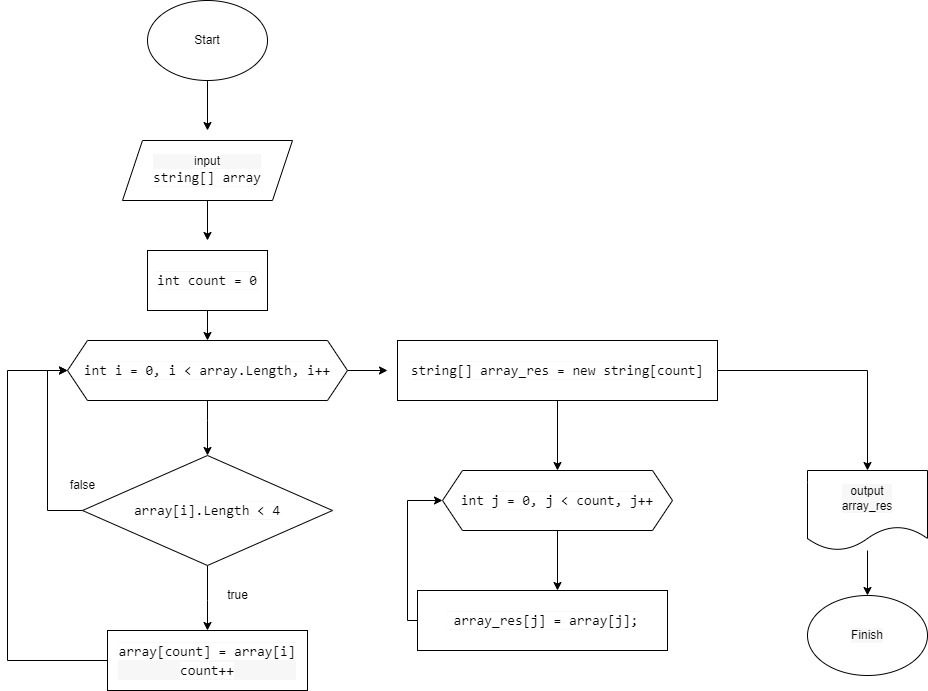 Start
input
string[] array
int count = 0
int i = 0, i < array.Length, i++
string[] array_res = new string[count]
false
array[i].Length < 4
true
array[count] = array[i]
count++
int j = 0, j < count, j++
array_res[j] = array[j];
output
array_res
Finish